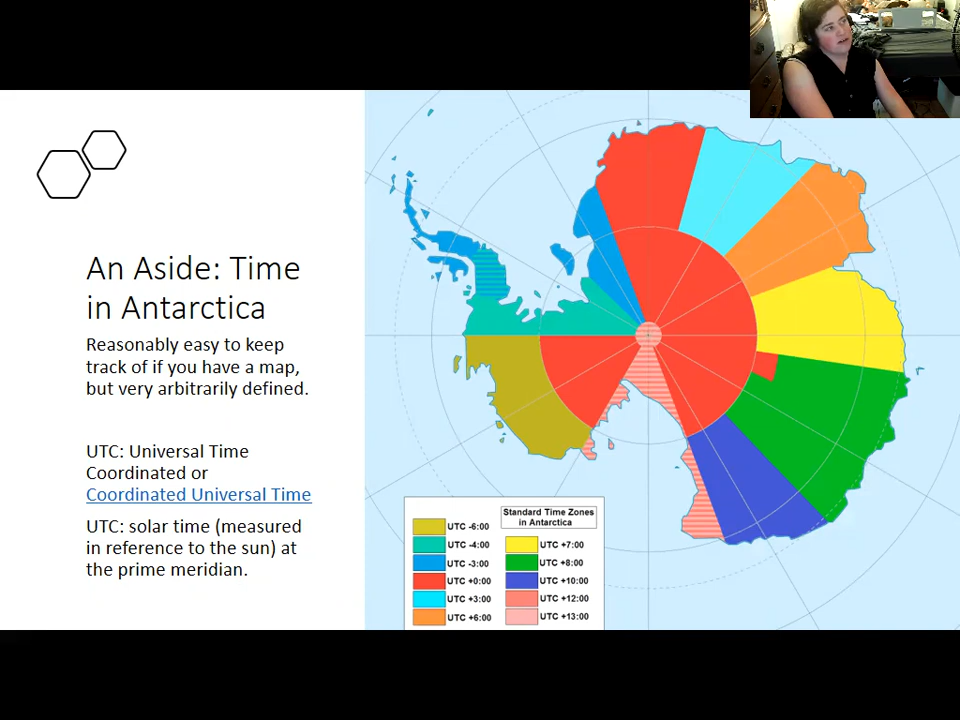 An Aside: Time
in Antarctica
Reasonably easy to keep
track of if you have a map,
but very arbitrarily defined.
UTC: Universal Time
Coordinated or
Coordinated Universal Time
UTC: solar time (measured
in reference to the sun) at
the prime meridian.
Standard Time Zones
in Antarctica
UTC -6:00
UTC -4:00
UTC -3:00
UTC +0:00
UTC +3:00
UTC +6:00
UTC +7:00
UTC +8:00
UTC +10:00
UTC +12:00
UTC +13:00